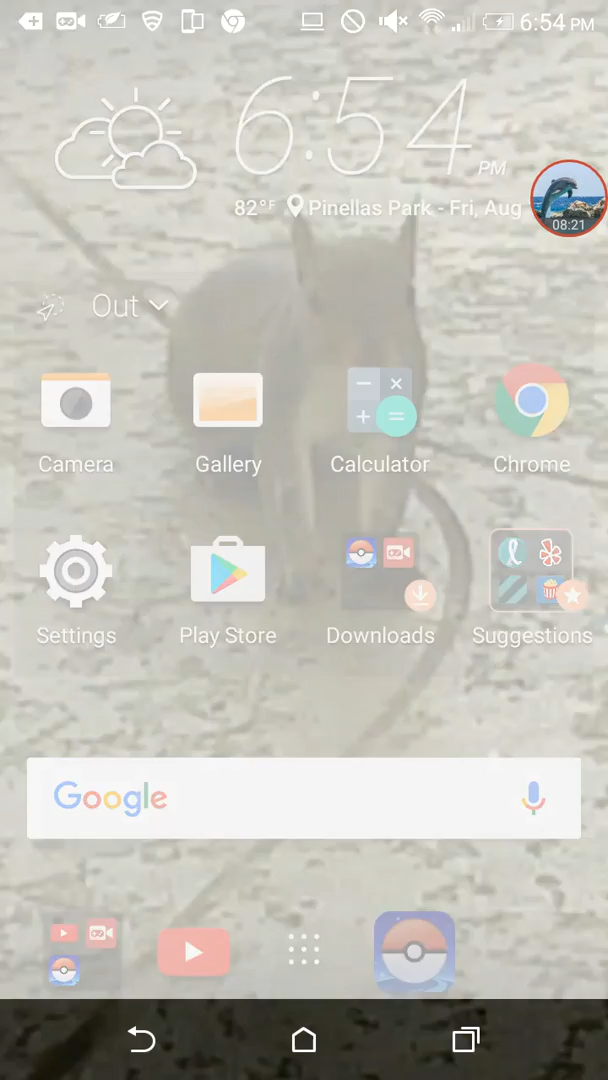 6:54 PM
6:54 PM
82°F Pinellas Park - Fri, Aug
08:21
Out
Camera Gallery Calculator Chrome
Settings Play Store Downloads Suggestions
Google